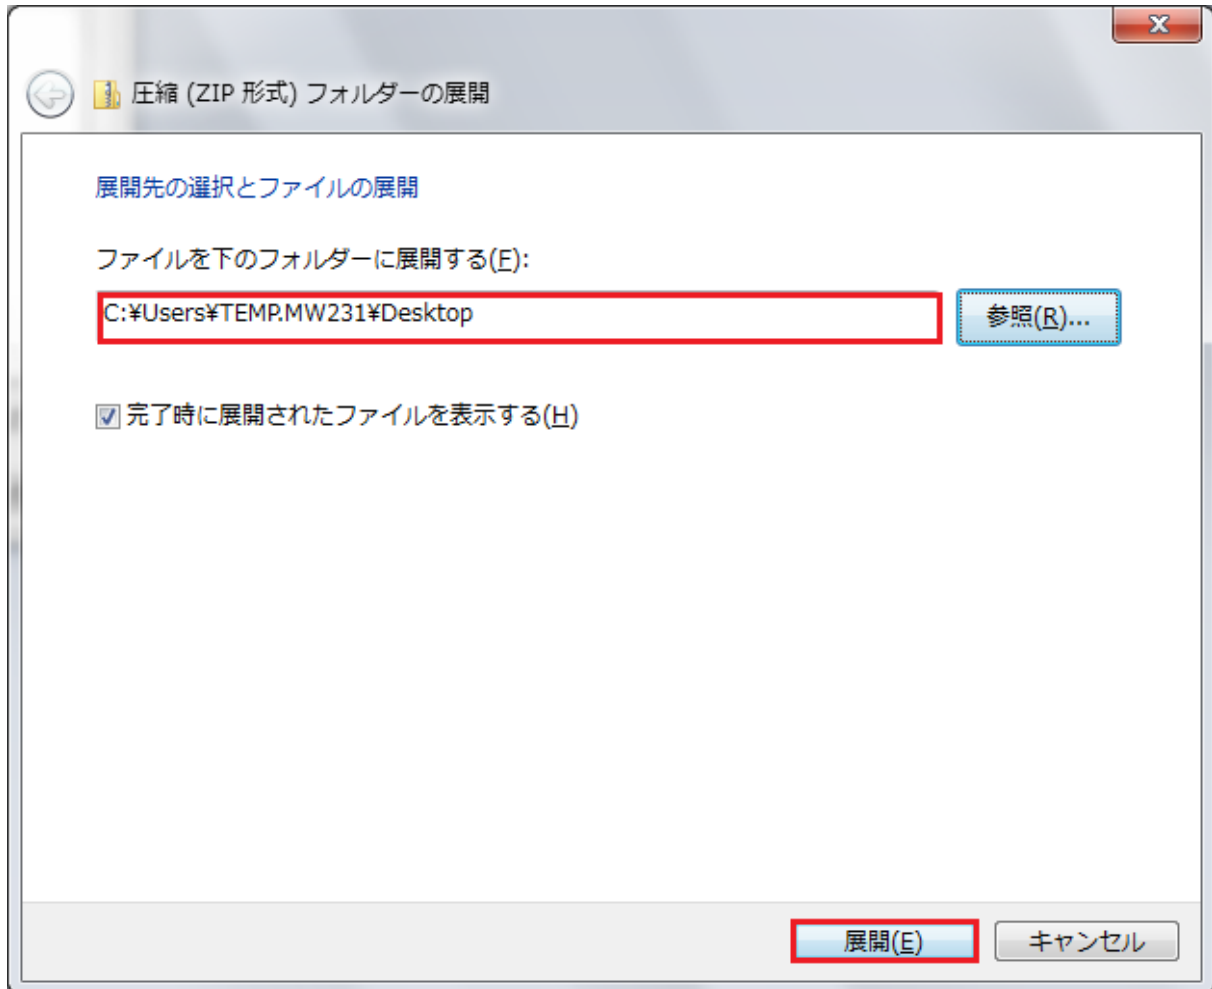 圧縮 (ZIP 形式) フォルダーの展開
展開先の選択とファイルの展開
ファイルを下のフォルダーに展開する(F):
C:¥Users¥TEMP.MW231¥Desktop
参照(R)...
完了時に展開されたファイルを表示する(H)
展開(E)
キャンセル